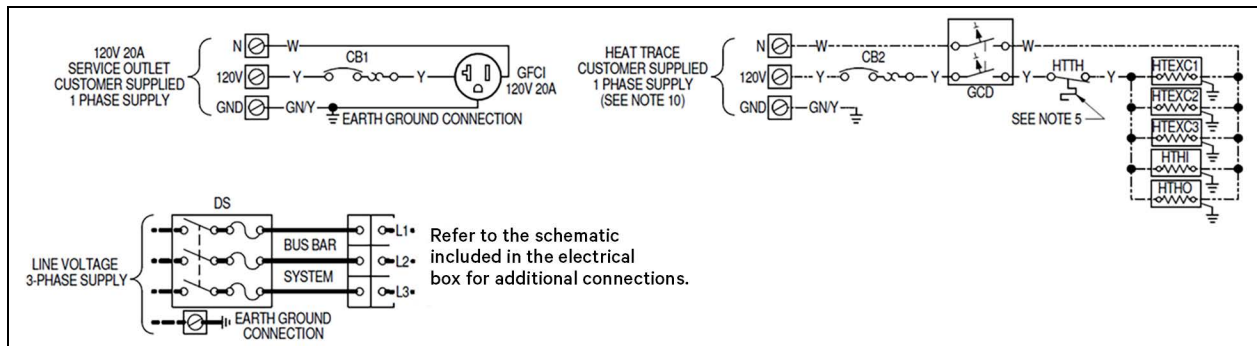 120V 20A
SERVICE OUTLET
CUSTOMER SUPPLIED
1 PHASE SUPPLY
N
W
CB1
120V
Y
Y
GFCI
120V 20A
GND
GN/Y
EARTH GROUND CONNECTION
HEAT TRACE
CUSTOMER SUPPLIED
1 PHASE SUPPLY
(SEE NOTE 10)
N
W
W
CB2
120V
Y
Y
Y
HTTH
Y
GCD
GND
GN/Y
SEE NOTE 5
HTEXC1
HTEXC2
HTEXC3
HTHI
HTHO
DS
LINE VOLTAGE
3-PHASE SUPPLY
BUS BAR
SYSTEM
L1
L2
L3
EARTH GROUND
CONNECTION
Refer to the schematic
included in the electrical
box for additional connections.